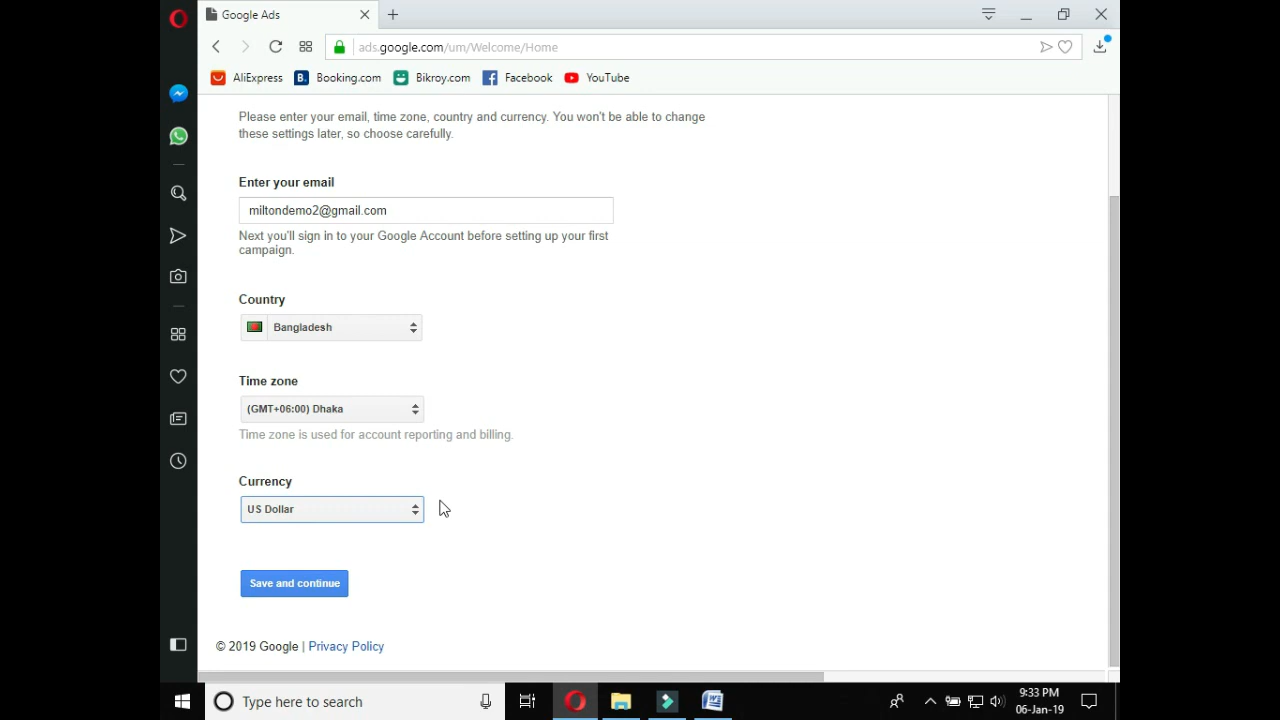 Google Ads
ads.google.com/um/Welcome/Home
AliExpress B. Booking.com Bikroy.com Facebook YouTube
Please enter your email, time zone, country and currency. You won't be able to change
these settings later, so choose carefully.
Enter your email
miltondemo2@gmail.com
Next you'll sign in to your Google Account before setting up your first
campaign.
Country
Bangladesh
Time zone
(GMT+06:00) Dhaka
Time zone is used for account reporting and billing.
Currency
US Dollar
Save and continue
© 2019 Google | Privacy Policy
Type here to search
9:33 PM
06-Jan-19